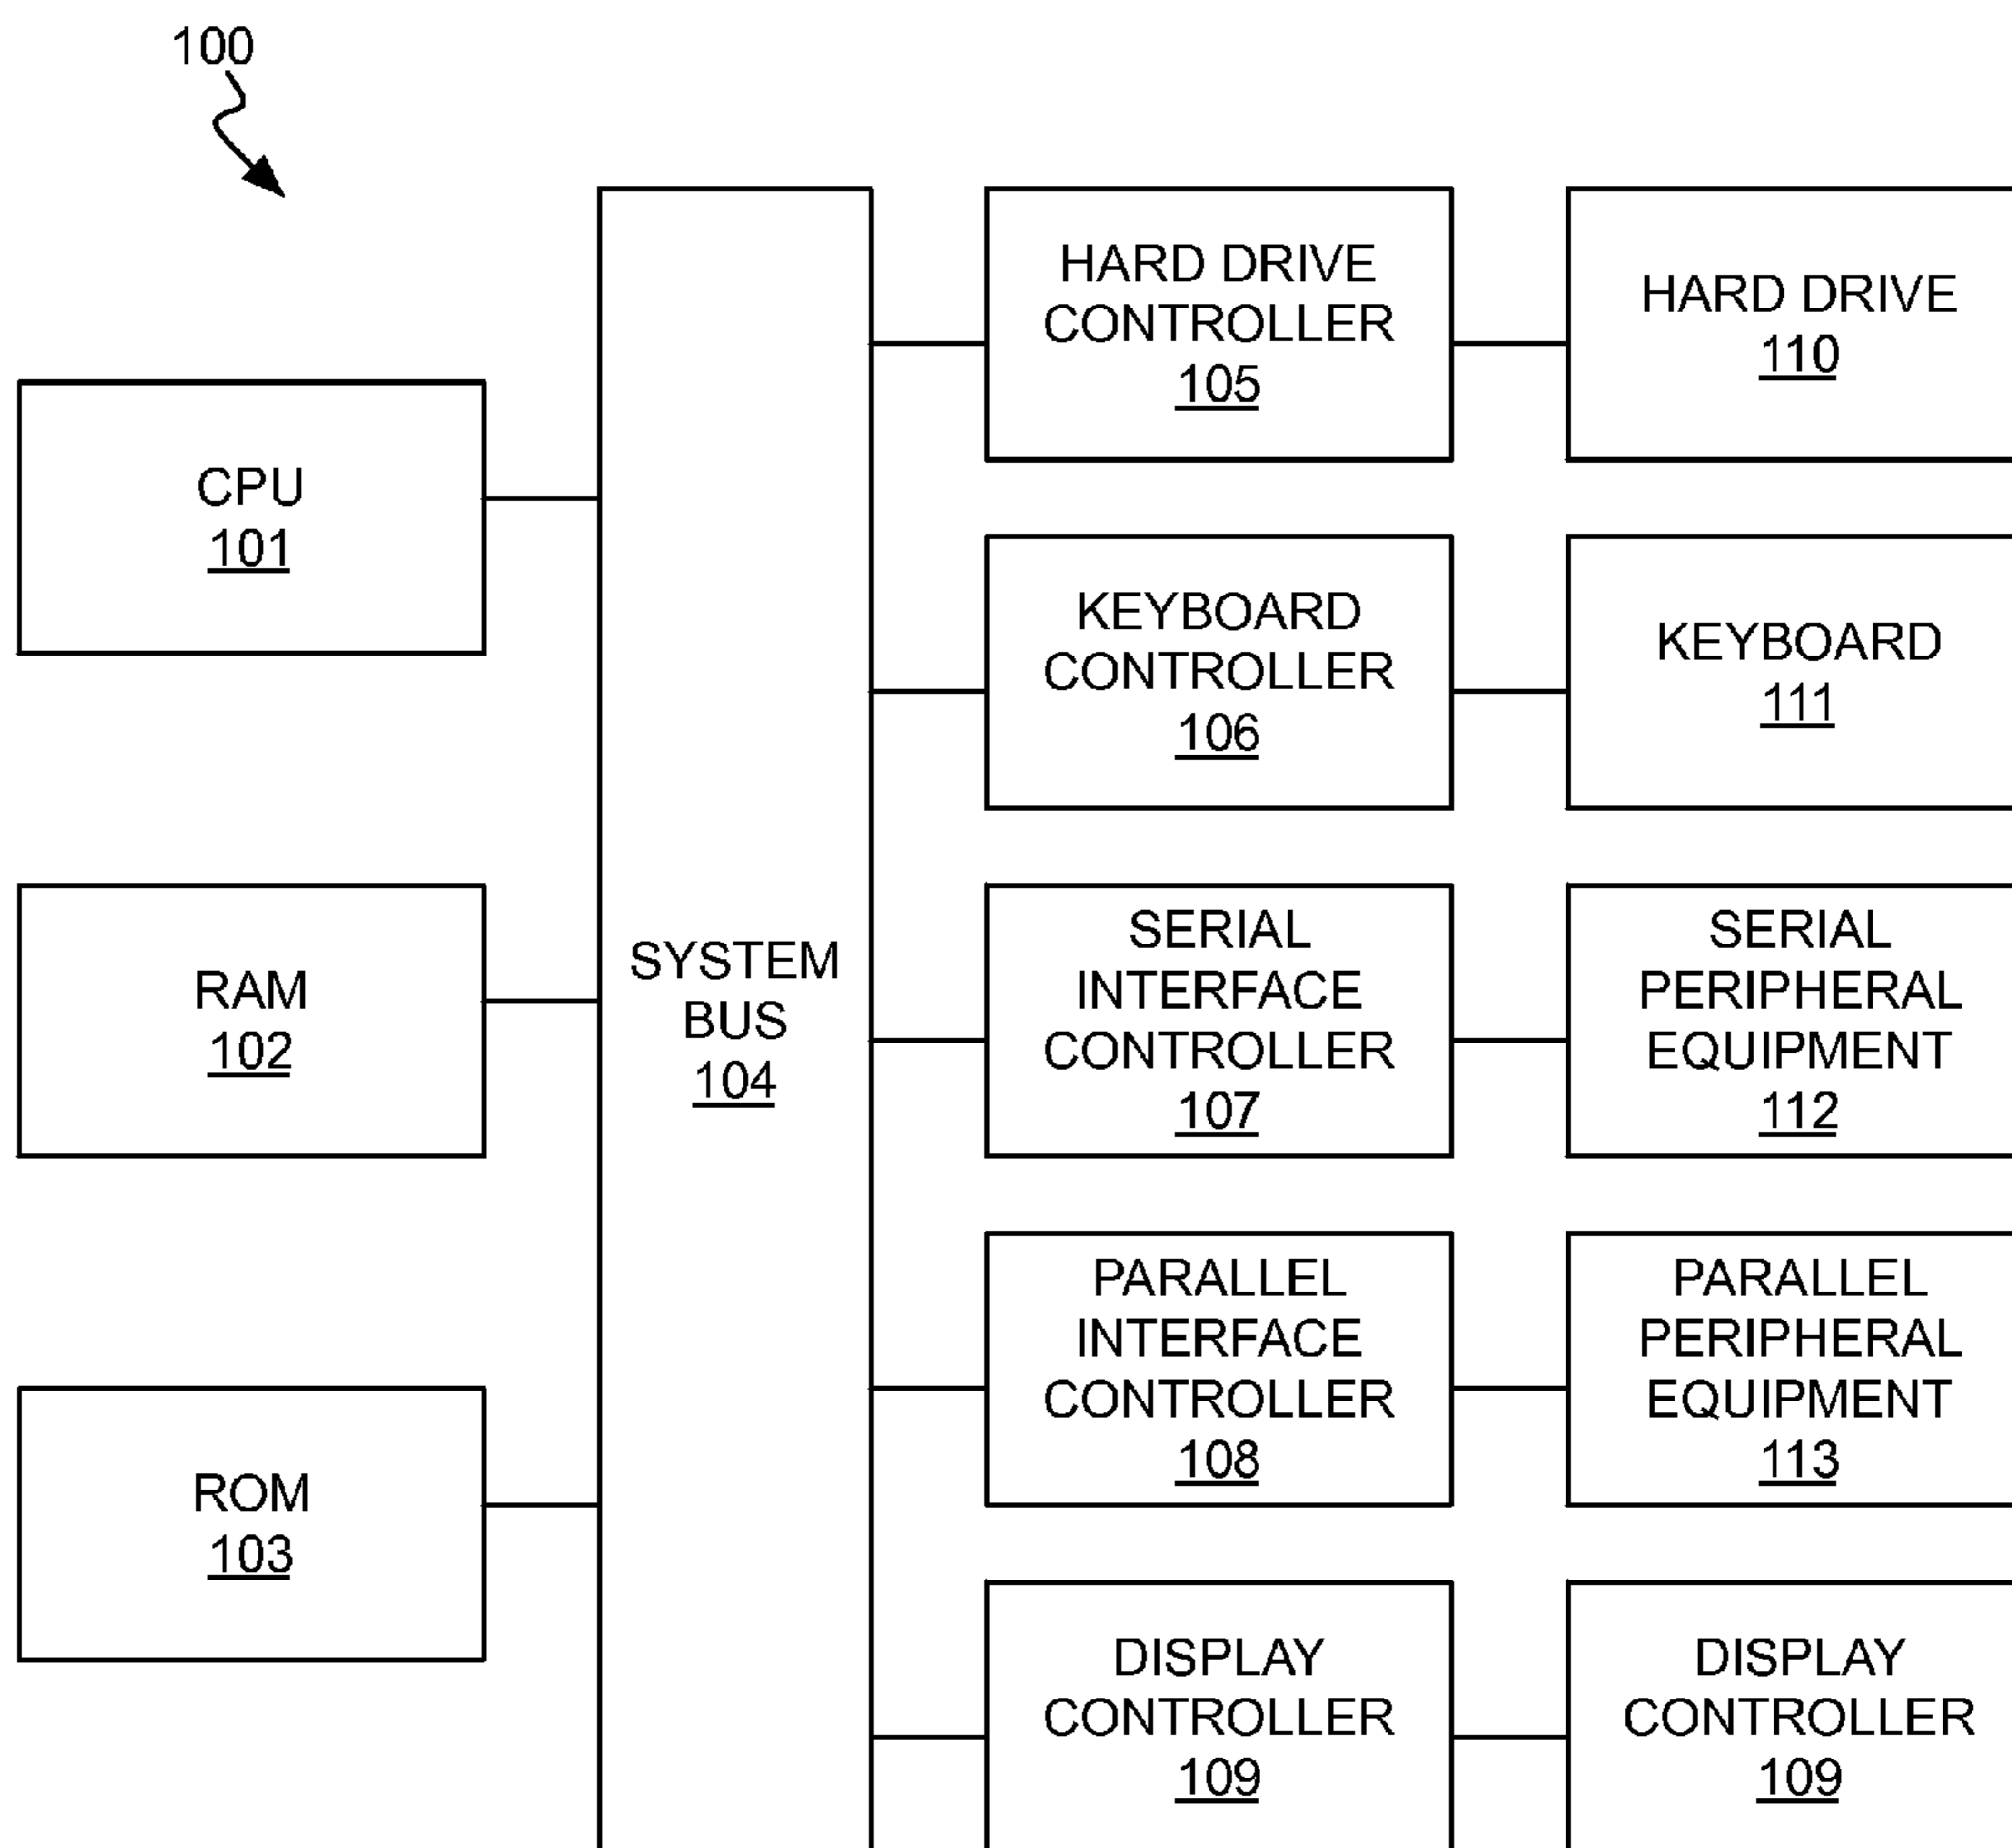 100
CPU
101
RAM
102
ROM
103
SYSTEM
BUS
104
HARD DRIVE
CONTROLLER
105
HARD DRIVE
110
KEYBOARD
CONTROLLER
106
KEYBOARD
111
SERIAL
INTERFACE
CONTROLLER
107
SERIAL
PERIPHERAL
EQUIPMENT
112
PARALLEL
INTERFACE
CONTROLLER
108
PARALLEL
PERIPHERAL
EQUIPMENT
113
DISPLAY
CONTROLLER
109
DISPLAY
CONTROLLER
109